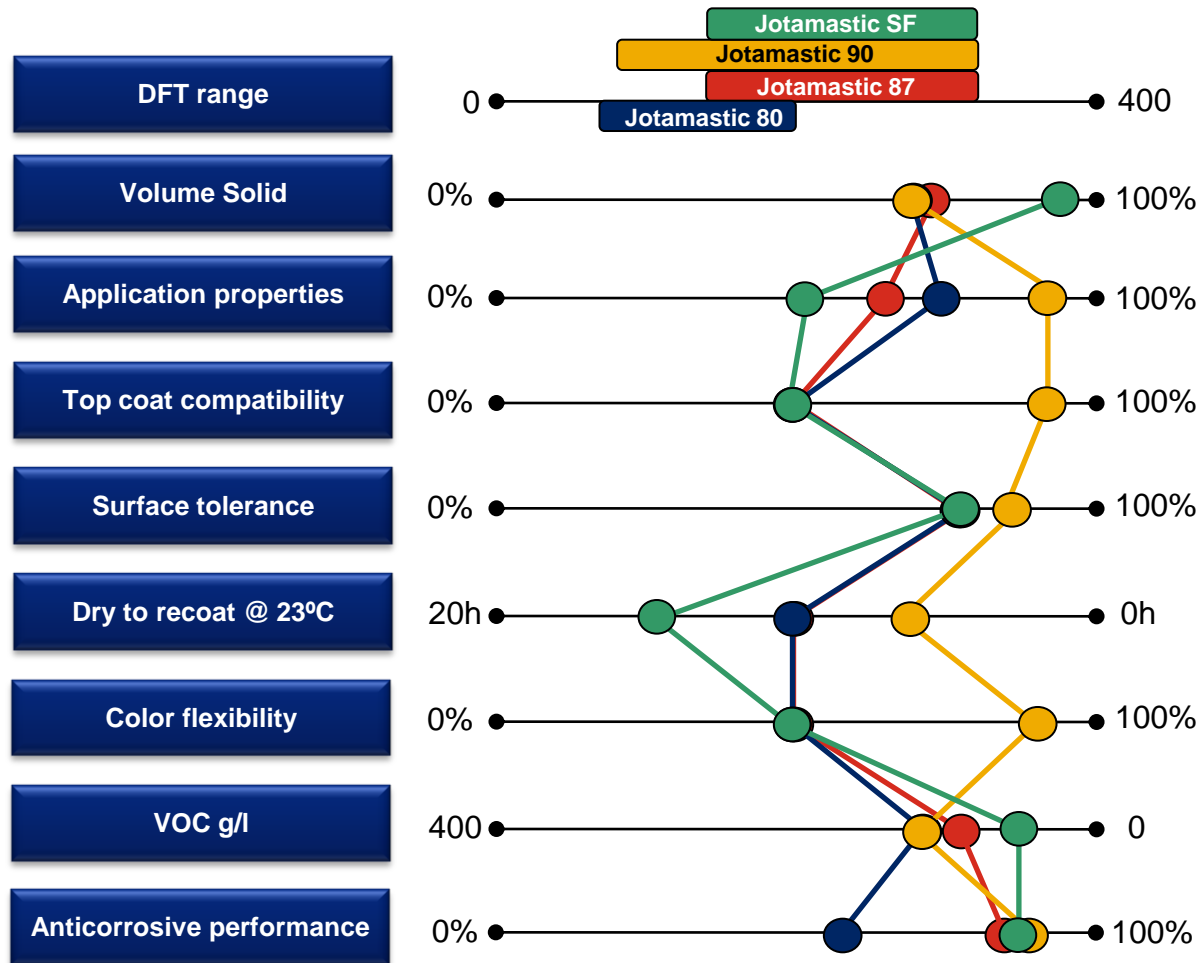 Jotamastic SF
Jotamastic 90
DFT range
Jotamastic 87
0
400
Jotamastic 80
Volume Solid
0%
100%
Application properties
0%
100%
Top coat compatibility
0%
100%
Surface tolerance
0%
100%
Dry to recoat @ 23ºC
20h
0h
Color flexibility
0%
100%
VOC g/l
400
0
Anticorrosive performance
0%
100%